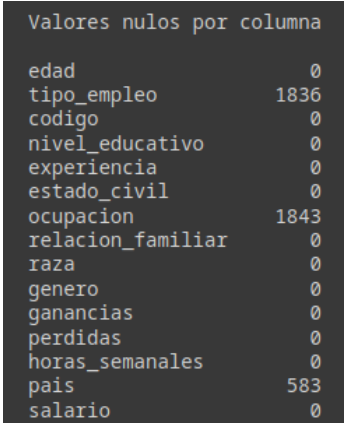 Valores nulos por columna
edad 0
tipo_empleo 1836
codigo 0
nivel_educativo 0
experiencia 0
estado_civil 0
ocupacion 1843
relacion_familiar 0
raza 0
genero 0
ganancias 0
perdidas 0
horas_semanales 0
pais 583
salario 0